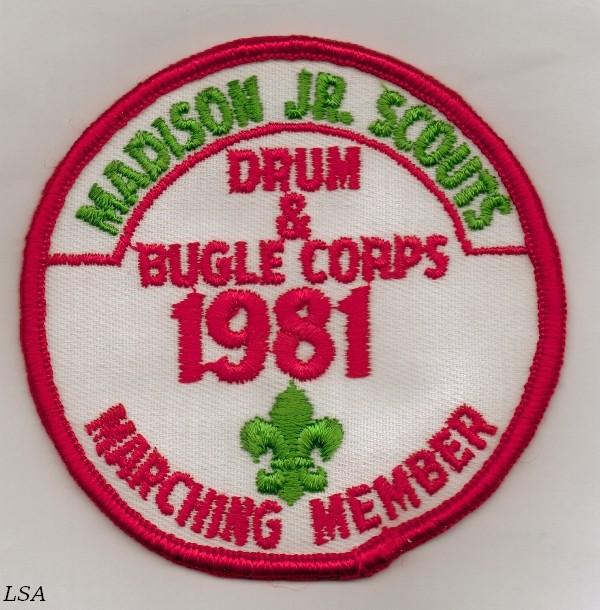 MADISON JR. SCOUTS
DRUM
&
BUGLE CORPS
1981
MARCHING MEMBER
LSA